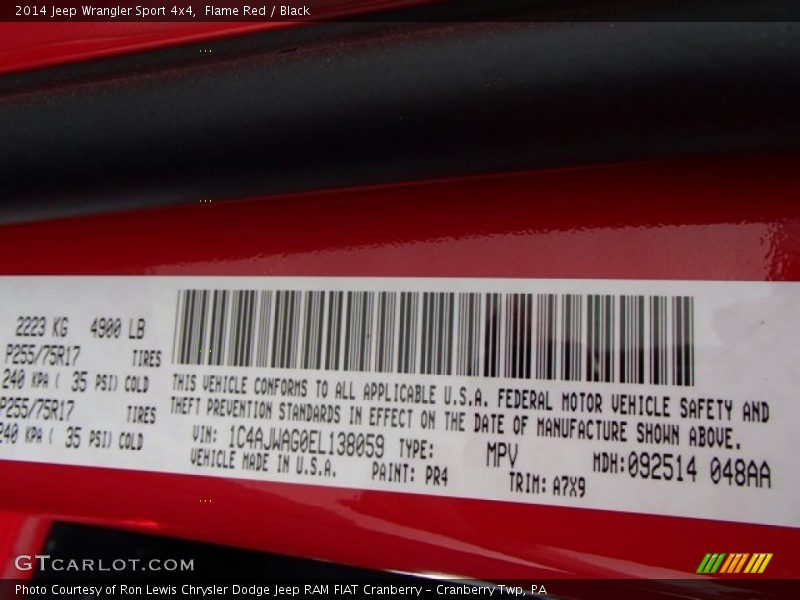 2014 Jeep Wrangler Sport 4x4,  Flame Red / Black
2223 KG 4900 LB
P255/75R17 TIRES
240 KPA ( 35 PSI) COLD
P255/75R17 TIRES
240 KPA ( 35 PSI) COLD
THIS VEHICLE CONFORMS TO ALL APPLICABLE U.S.A. FEDERAL MOTOR VEHICLE SAFETY AND
THEFT PREVENTION STANDARDS IN EFFECT ON THE DATE OF MANUFACTURE SHOWN ABOVE.
VIN: 1C4AJWAG0EL138059 TYPE: MPV MDH:092514 048AA
VEHICLE MADE IN U.S.A. PAINT: PR4 TRIM: A7X9
GTCARLOT.COM
Photo Courtesy of Ron Lewis Chrysler Dodge Jeep RAM FIAT Cranberry – Cranberry Twp, PA